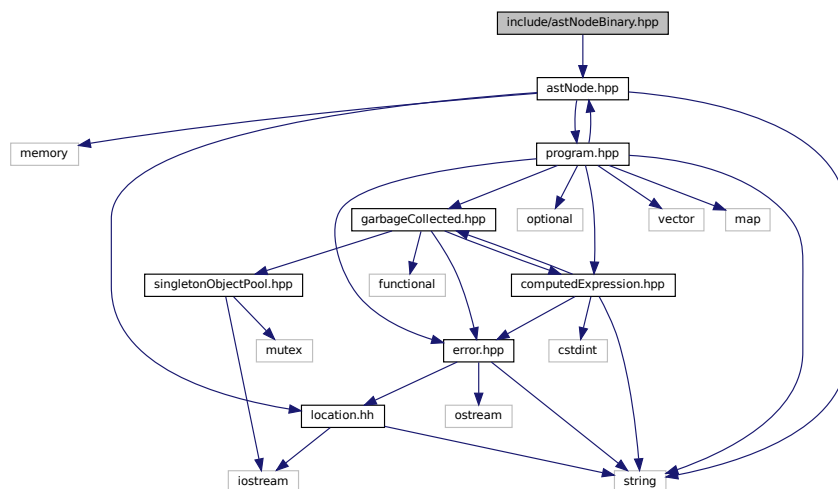 include/astNodeBinary.hpp
astNode.hpp
memory
program.hpp
garbageCollected.hpp
optional
vector
map
singletonObjectPool.hpp
functional
computedExpression.hpp
mutex
error.hpp
cstdint
location.hh
ostream
iostream
string